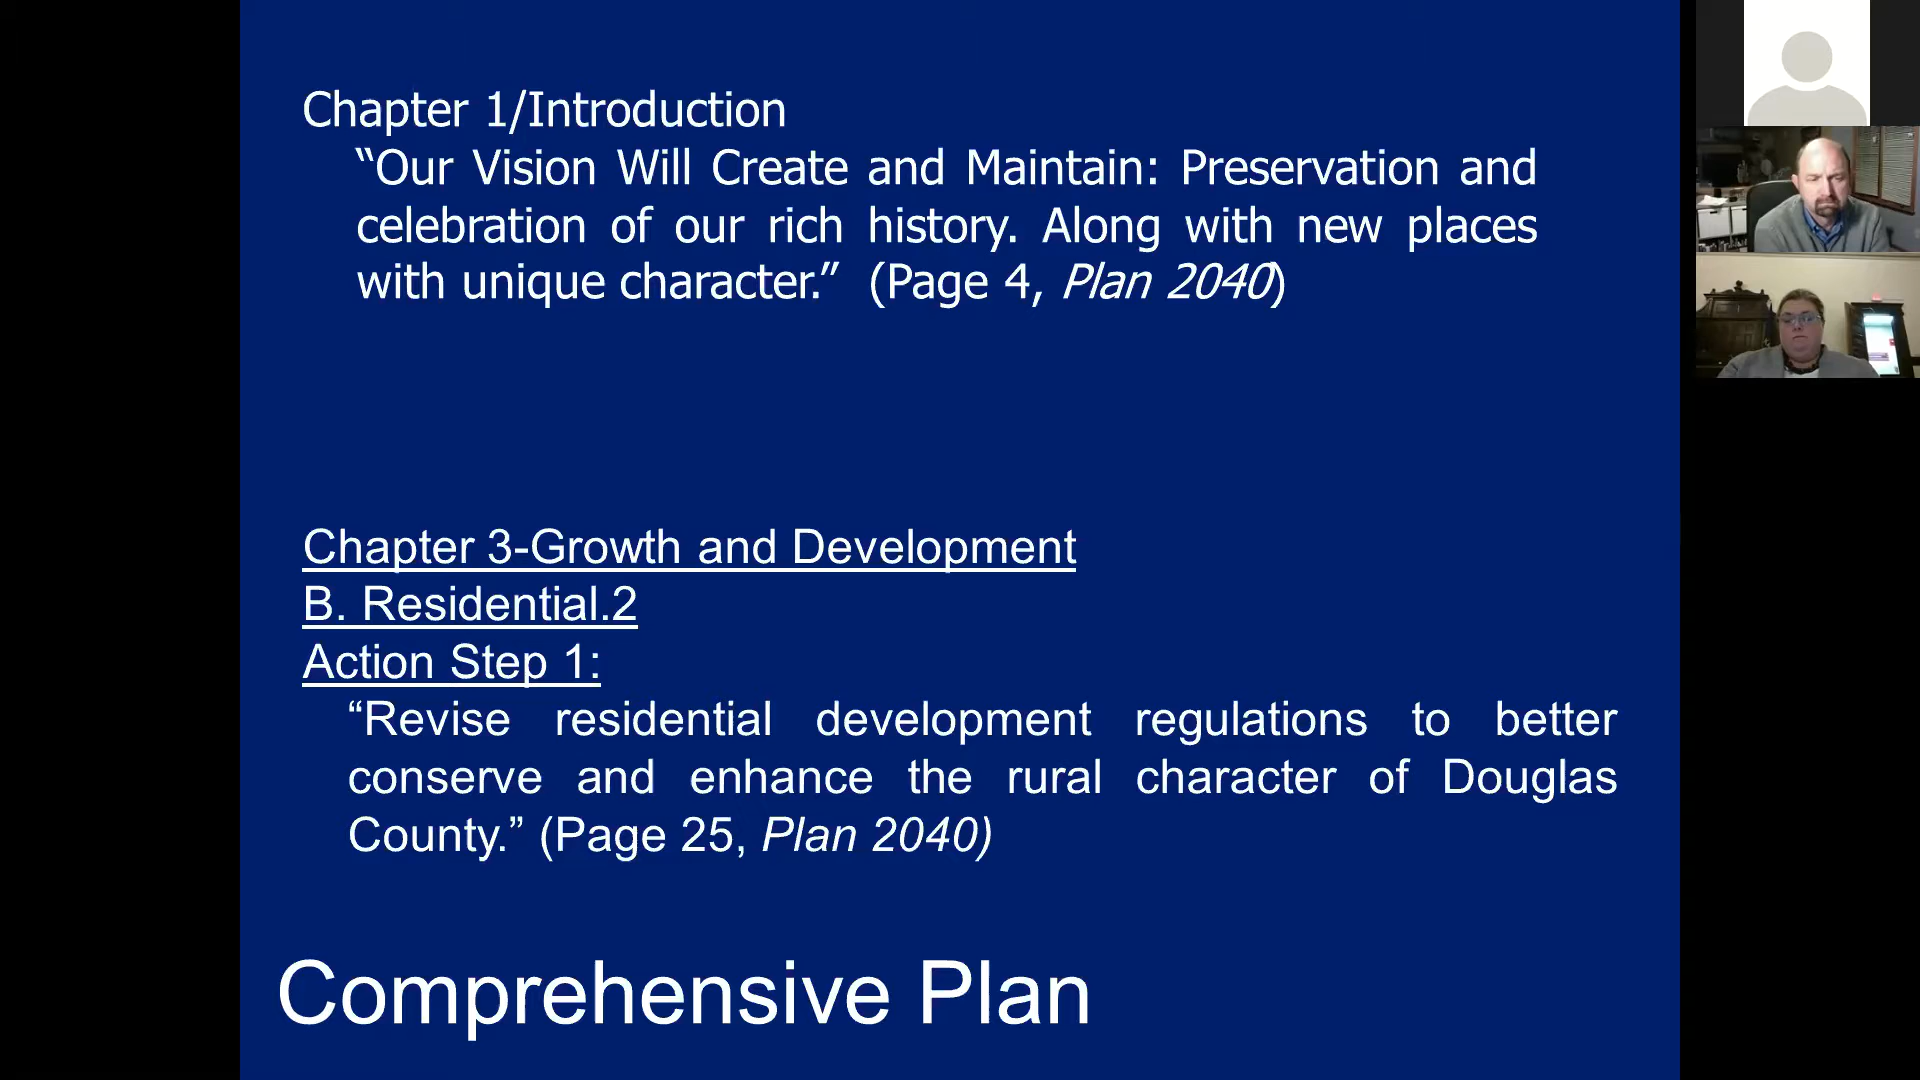 Chapter 1/Introduction
“Our Vision Will Create and Maintain: Preservation and
celebration of our rich history. Along with new places
with unique character.” (Page 4, Plan 2040)
Chapter 3-Growth and Development
B. Residential.2
Action Step 1:
“Revise residential development regulations to better
conserve and enhance the rural character of Douglas
County.” (Page 25, Plan 2040)
Comprehensive Plan